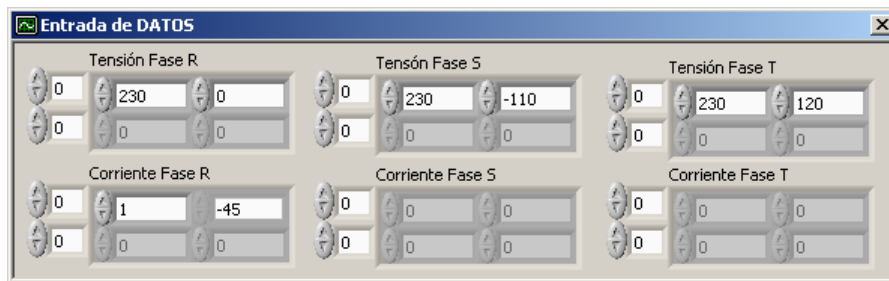 Entrada de DATOS
Tensión Fase R
Tensón Fase S
Tensión Fase T
0 230 0
0 230 -110
0 230 120
0 0 0
0 0 0
0 0 0
Corriente Fase R
Corriente Fase S
Corriente Fase T
0 1 -45
0 0 0
0 0 0
0 0 0
0 0 0
0 0 0